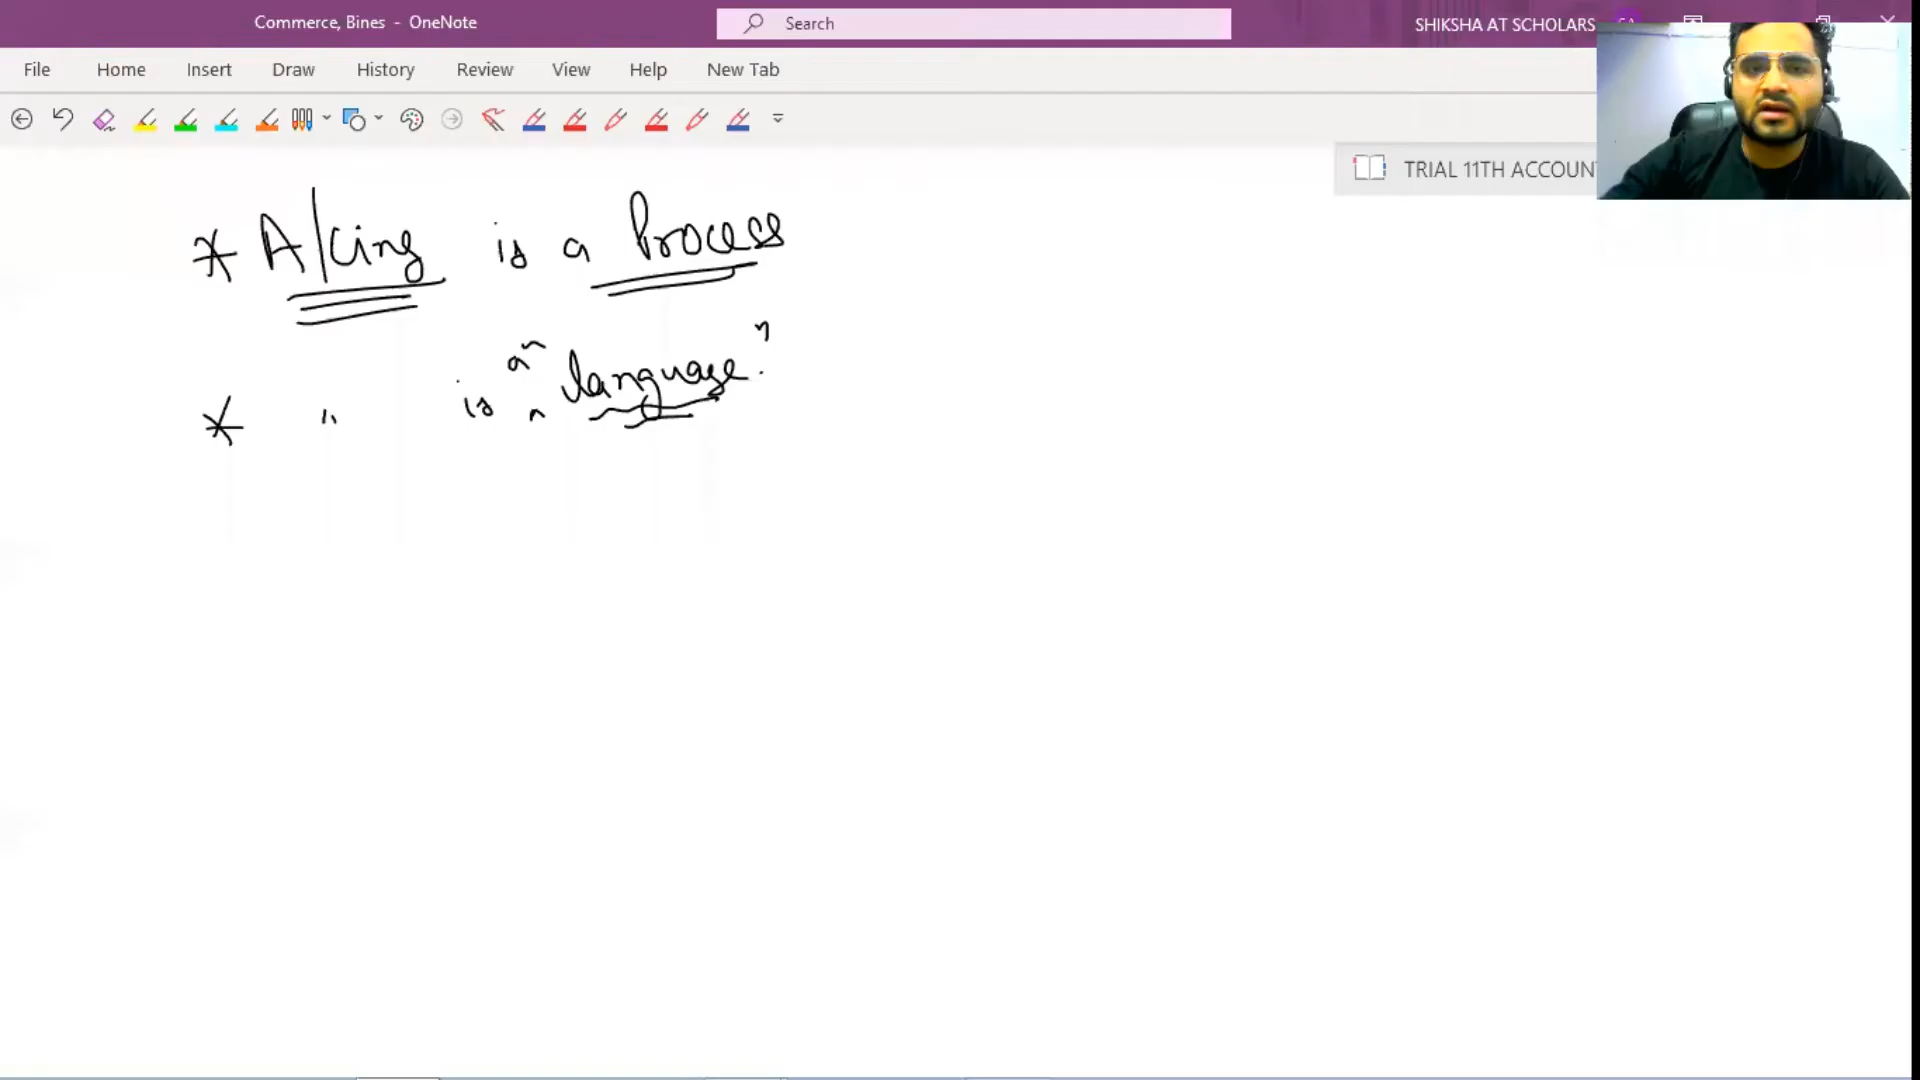 Commerce, Bines - OneNote
Search
SHIKSHA AT SCHOLARS
File Home Insert Draw History Review View Help New Tab
TRIAL 11TH ACCOUN
* A/Cing is a Process
* " is a language."